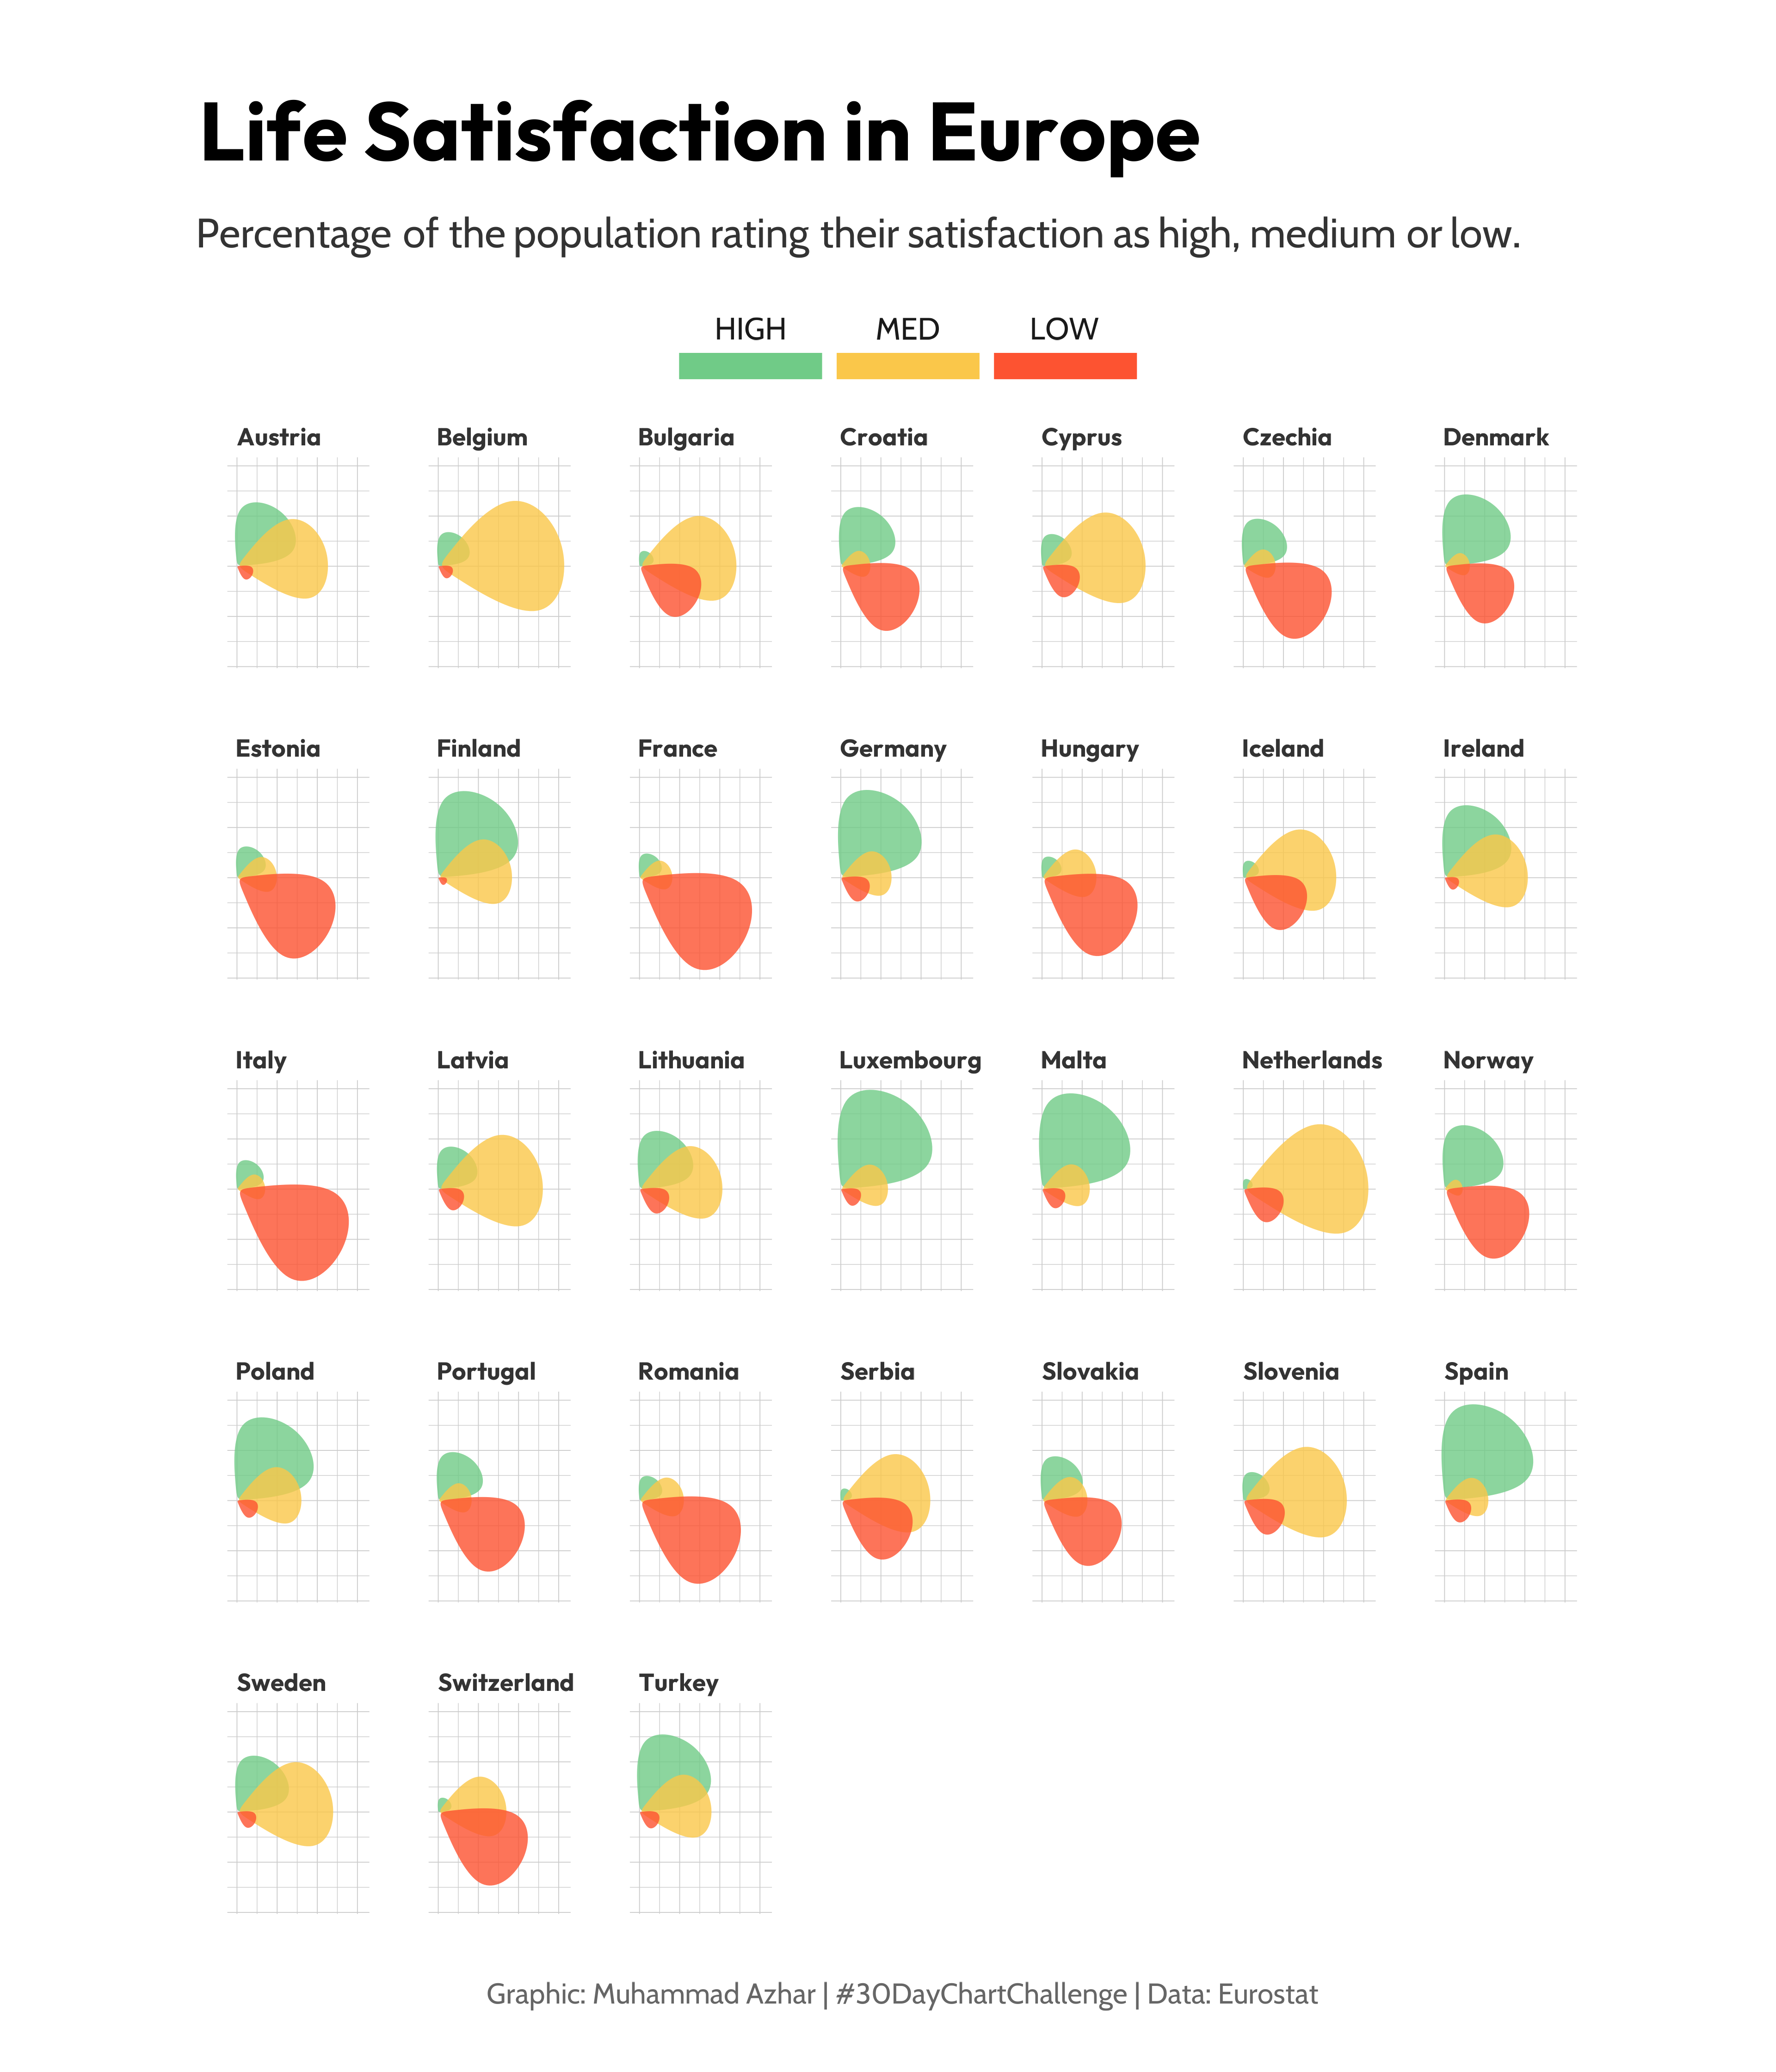 Life Satisfaction in Europe
Percentage of the population rating their satisfaction as high, medium or low.
HIGH MED LOW
Austria Belgium Bulgaria Croatia Cyprus Czechia Denmark
Estonia Finland France Germany Hungary Iceland Ireland
Italy Latvia Lithuania Luxembourg Malta Netherlands Norway
Poland Portugal Romania Serbia Slovakia Slovenia Spain
Sweden Switzerland Turkey
Graphic: Muhammad Azhar | #30DayChartChallenge | Data: Eurostat